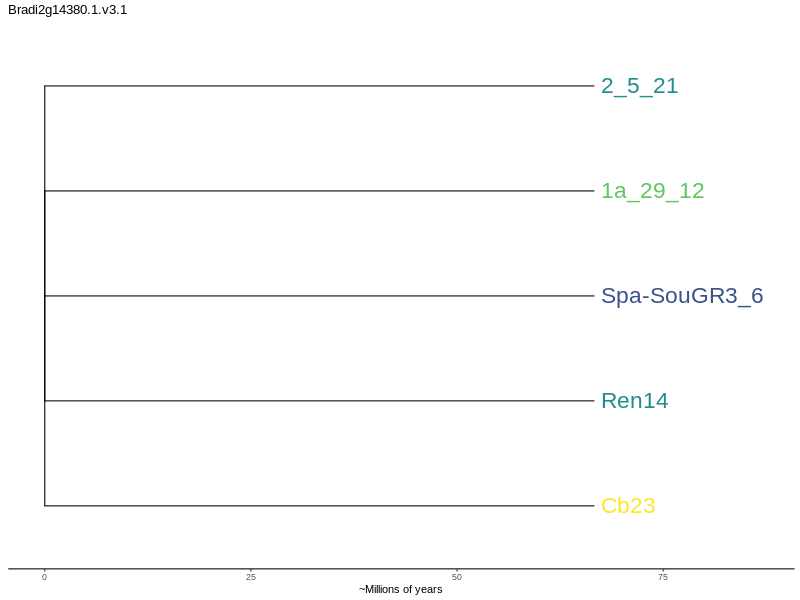 Bradi2g14380.1.v3.1
2_5_21
1a_29_12
Spa-SouGR3_6
Ren14
Cb23
0 25 50 75
~Millions of years